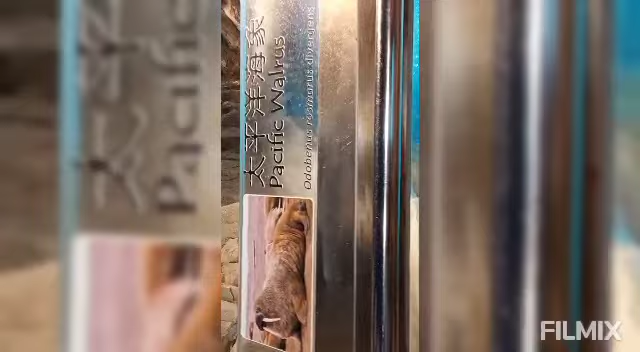 太平洋海象
Pacific Walrus
Odobenus rosmarus divergens
FILMIX